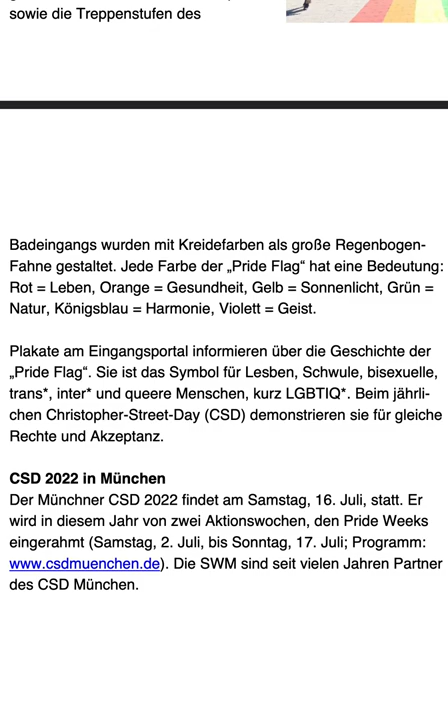 sowie die Treppenstufen des
Badeingangs wurden mit Kreidefarben als große Regenbogen-
Fahne gestaltet. Jede Farbe der „Pride Flag“ hat eine Bedeutung:
Rot = Leben, Orange = Gesundheit, Gelb = Sonnenlicht, Grün =
Natur, Königsblau = Harmonie, Violett = Geist.
Plakate am Eingangsportal informieren über die Geschichte der
„Pride Flag“. Sie ist das Symbol für Lesben, Schwule, bisexuelle,
trans*, inter* und queere Menschen, kurz LGBTIQ*. Beim jährli-
chen Christopher-Street-Day (CSD) demonstrieren sie für gleiche
Rechte und Akzeptanz.
CSD 2022 in München
Der Münchner CSD 2022 findet am Samstag, 16. Juli, statt. Er
wird in diesem Jahr von zwei Aktionswochen, den Pride Weeks
eingerahmt (Samstag, 2. Juli, bis Sonntag, 17. Juli; Programm:
www.csdmuenchen.de). Die SWM sind seit vielen Jahren Partner
des CSD München.